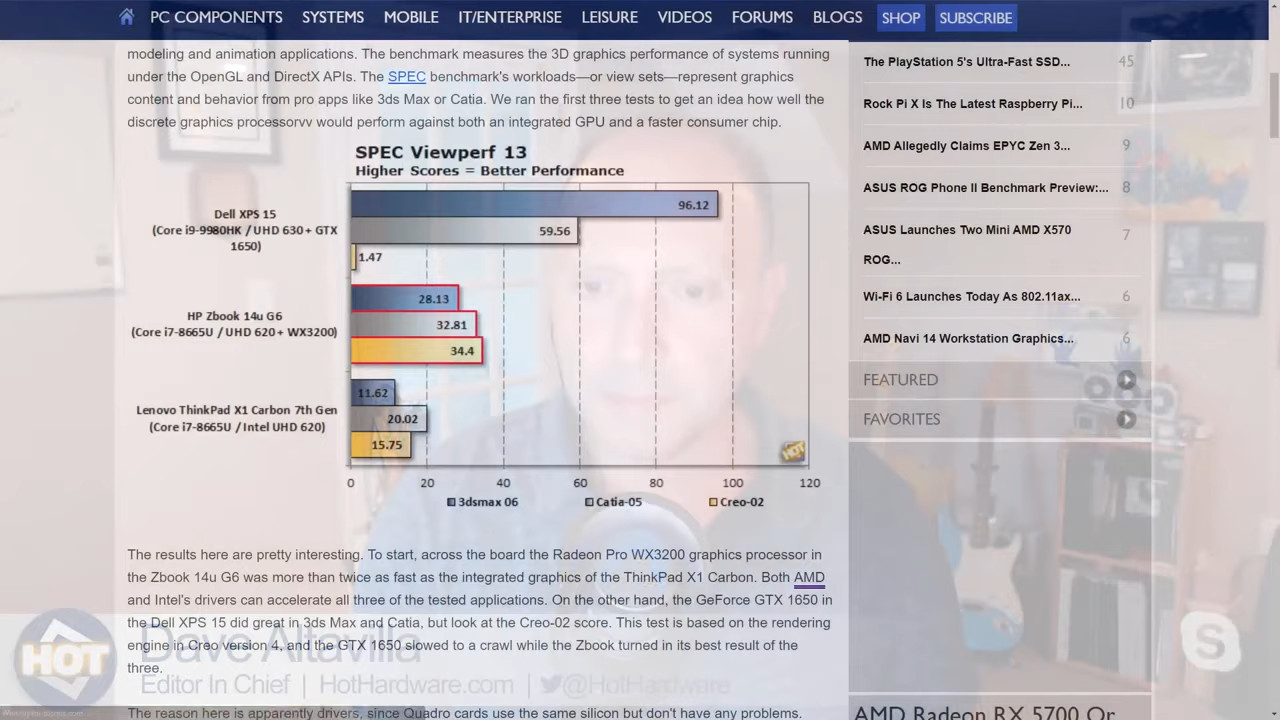 PC COMPONENTS SYSTEMS MOBILE IT/ENTERPRISE LEISURE VIDEOS FORUMS BLOGS SHOP SUBSCRIBE
modeling and animation applications. The benchmark measures the 3D graphics performance of systems running
under the OpenGL and DirectX APIs. The SPEC benchmark's workloads—or view sets—represent graphics
content and behavior from pro apps like 3ds Max or Catia. We ran the first three tests to get an idea how well the
discrete graphics processorvv would perform against both an integrated GPU and a faster consumer chip.
SPEC Viewperf 13
Higher Scores = Better Performance
Dell XPS 15
(Core i9-9980HK / UHD 630 + GTX
1650)
96.12
59.56
1.47
HP Zbook 14u G6
(Core i7-8665U / UHD 620 + WX3200)
28.13
32.81
34.4
Lenovo ThinkPad X1 Carbon 7th Gen
(Core i7-8665U / Intel UHD 620)
11.62
20.02
15.75
HOT
0 20 40 60 80 100 120
3dsmax 06 Catia-05 Creo-02
The results here are pretty interesting. To start, across the board the Radeon Pro WX3200 graphics processor in
the Zbook 14u G6 was more than twice as fast as the integrated graphics of the ThinkPad X1 Carbon. Both AMD
and Intel's drivers can accelerate all three of the tested applications. On the other hand, the GeForce GTX 1650 in
the Dell XPS 15 did great in 3ds Max and Catia, but look at the Creo-02 score. This test is based on the rendering
engine in Creo version 4, and the GTX 1650 slowed to a crawl while the Zbook turned in its best result of the
three.
The reason here is apparently drivers, since Quadro cards use the same silicon but don't have any problems.
The PlayStation 5's Ultra-Fast SSD... 45
Rock Pi X Is The Latest Raspberry Pi... 10
AMD Allegedly Claims EPYC Zen 3... 9
ASUS ROG Phone II Benchmark Preview:... 8
ASUS Launches Two Mini AMD X570 7
ROG...
Wi-Fi 6 Launches Today As 802.11ax... 6
AMD Navi 14 Workstation Graphics... 6
FEATURED
FAVORITES
AMD Radeon RX 5700 Or
HOT
Dave Altavilla
Editor In Chief | HotHardware.com | @HotHardware
S